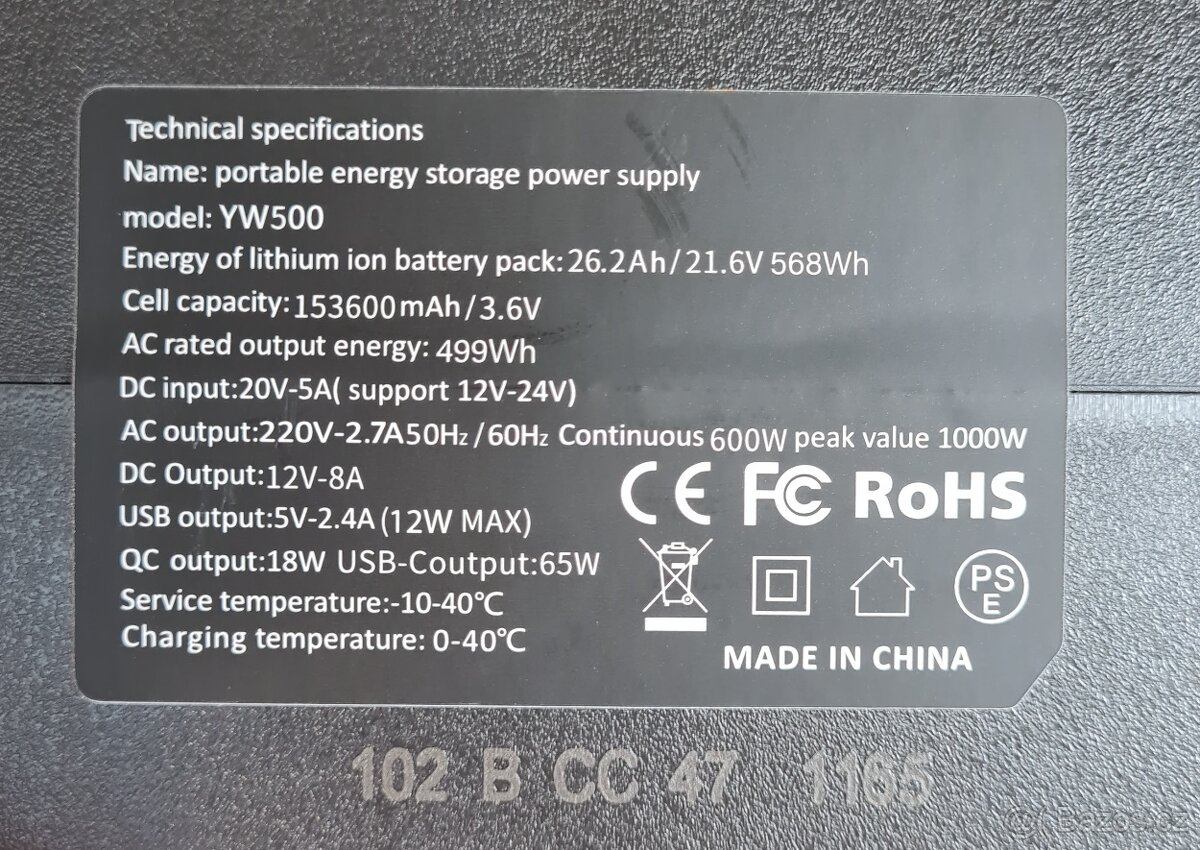 Technical specifications
Name: portable energy storage power supply
model: YW500
Energy of lithium ion battery pack: 26.2Ah/21.6V 568Wh
Cell capacity: 153600mAh/3.6V
AC rated output energy: 499Wh
DC input:20V-5A( support 12V-24V)
AC output:220V-2.7A50Hz/60Hz Continuous 600W peak value 1000W
DC Output:12V-8A
USB output:5V-2.4A(12W MAX)
QC output:18W USB-Coutput:65W
Service temperature:-10-40℃
Charging temperature: 0-40℃
CE FC RoHS
PS
E
MADE IN CHINA
102 B CC 47 1165
Bazos.cz